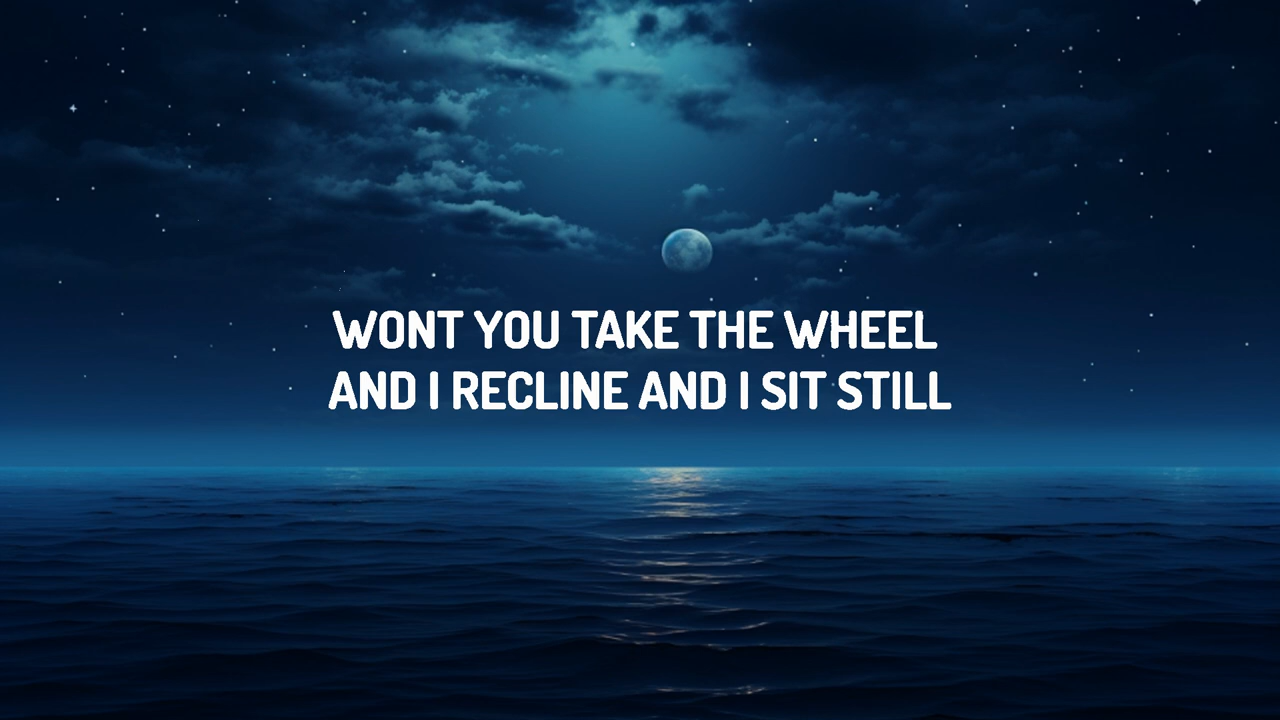 WONT YOU TAKE THE WHEEL
AND I RECLINE AND I SIT STILL